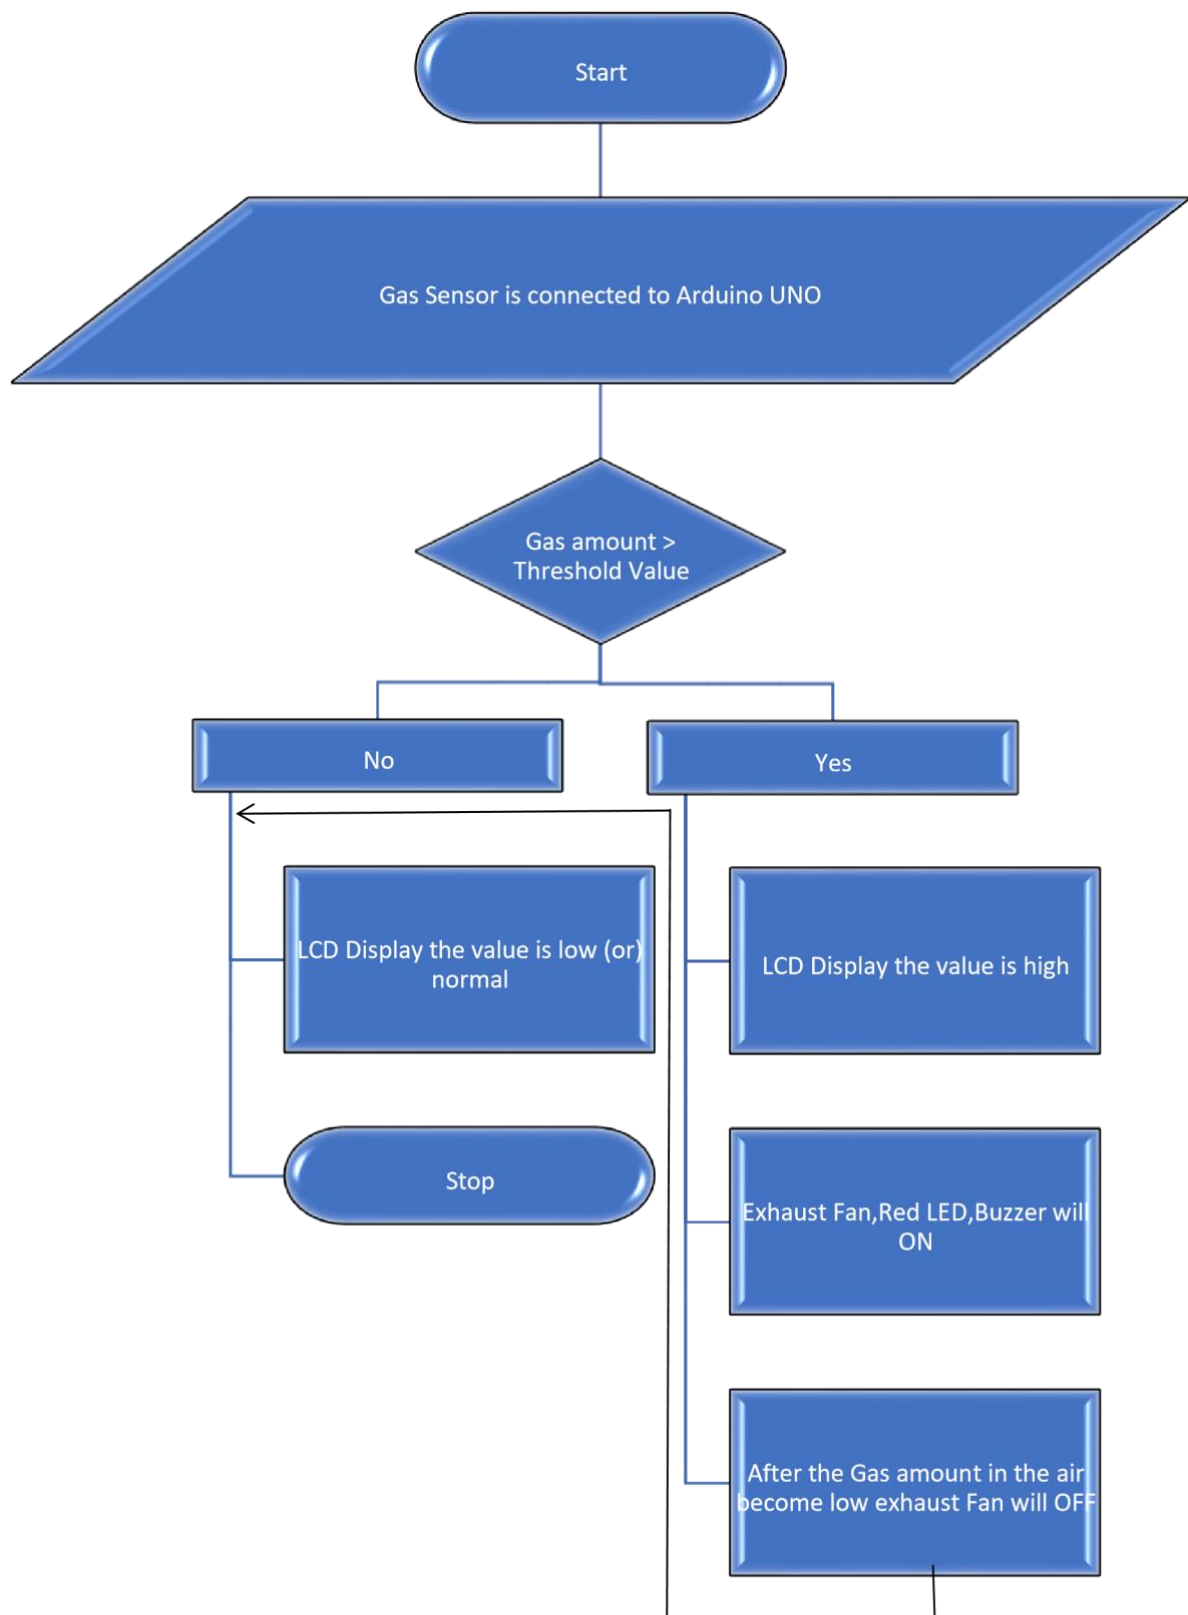 Start
Gas Sensor is connected to Arduino UNO
Gas amount >
Threshold Value
No
Yes
LCD Display the value is low (or)
normal
LCD Display the value is high
Stop
Exhaust Fan,Red LED,Buzzer will
ON
After the Gas amount in the air
become low exhaust Fan will OFF